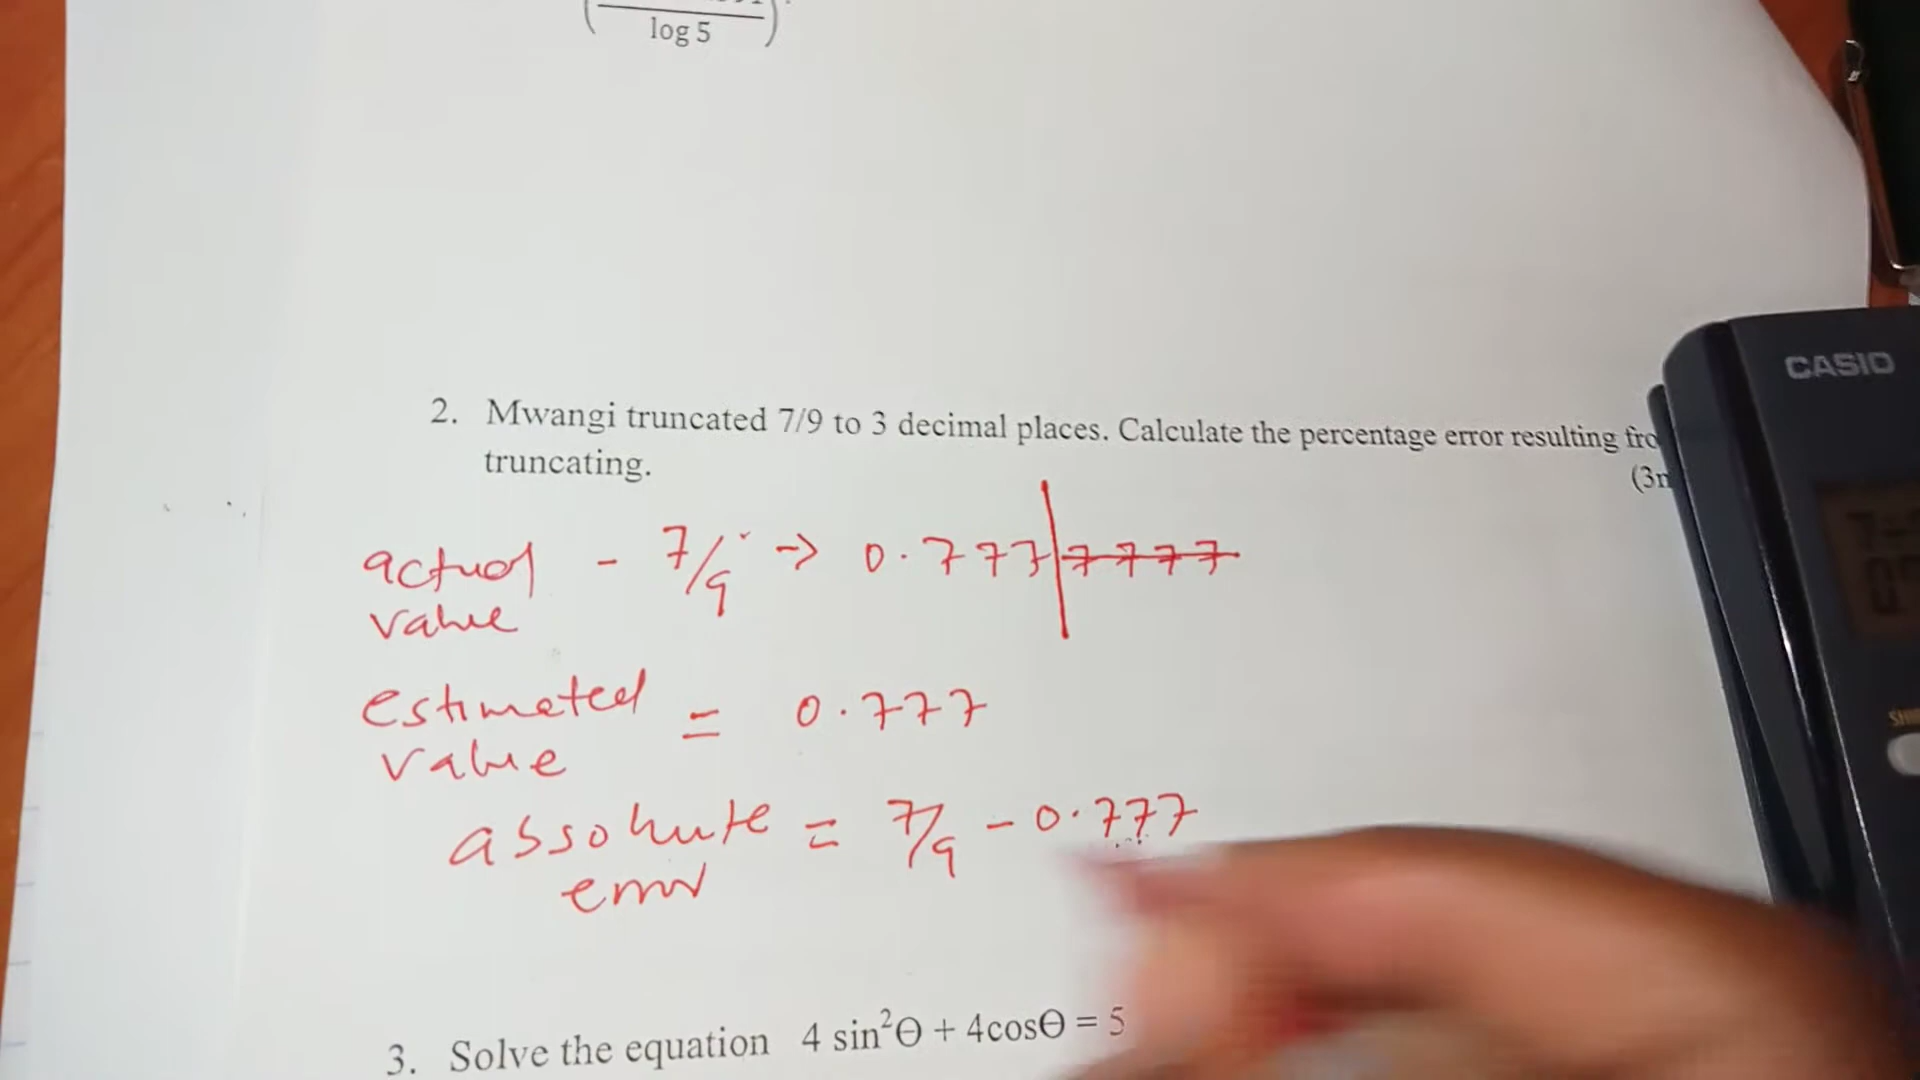 log 5
CASIO
2. Mwangi truncated 7/9 to 3 decimal places. Calculate the percentage error resulting fro
truncating.
(3m
actual - 7/9 -> 0.777|7777
value
estimated = 0.777
value
assolute = 7/9 - 0.777
error
3. Solve the equation 4 sin²Θ + 4cosΘ = 5